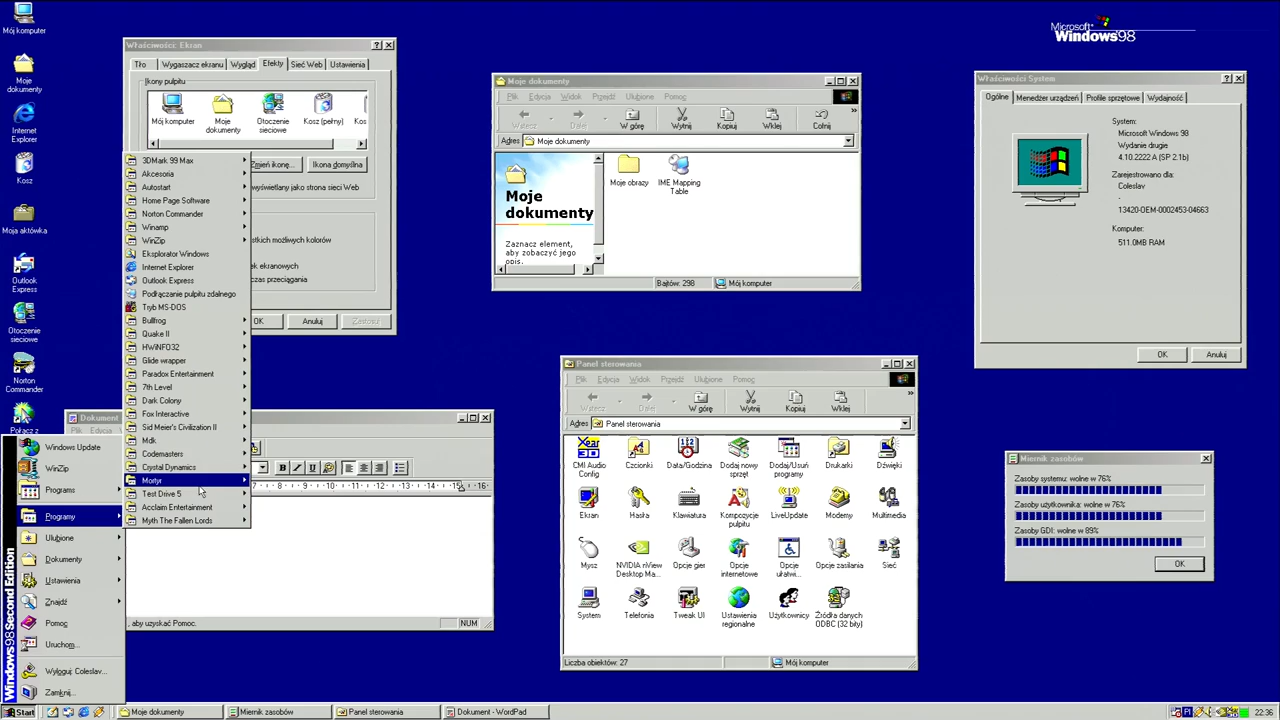 Mój komputer
Moje
dokumenty
Internet
Explorer
Kosz
Moja aktówka
Outlook
Express
Otoczenie
sieciowe
Norton
Commander
Połącz z
Microsoft
Windows98
Właściwości: Ekran
Tło
Wygaszacz ekranu
Wygląd
Efekty
Sieć Web
Ustawienia
Ikony pulpitu
Mój komputer
Moje
dokumenty
Otoczenie
sieciowe
Kosz (pełny)
Kos
Zmień ikonę...
Ikona domyślna
wyświetlany jako strona sieci Web
stkich możliwych kolorów
ek ekranowych
czas przeciągania
OK
Anuluj
Zastosuj
3DMark 99 Max
Akcesoria
Autostart
Home Page Software
Norton Commander
Winamp
WinZip
Eksplorator Windows
Internet Explorer
Outlook Express
Podłączanie pulpitu zdalnego
Tryb MS-DOS
Bullfrog
Quake II
HWiNFO32
Glide wrapper
Paradox Entertainment
7th Level
Dark Colony
Fox Interactive
Sid Meier's Civilization II
Mdk
Codemasters
Crystal Dynamics
Mortyr
Test Drive 5
Acclaim Entertainment
Myth The Fallen Lords
Windows Update
WinZip
Programs
Programy
Ulubione
Dokumenty
Ustawienia
Znajdź
Pomoc
Uruchom...
Wyloguj: Coleslav...
Zamknij...
Windows98 Second Edition
Dokument
Plik Edycja
7 · 8 · 9 · 10 · 11 · 12 · 13 · 14 · 15 · 16
, aby uzyskać Pomoc.
NUM
Moje dokumenty
Plik Edycja Widok Przejdź Ulubione Pomoc
Wstecz Dalej W górę Wytnij Kopiuj Wklej Cofnij
Adres Moje dokumenty
Moje
dokumenty
Zaznacz element,
aby zobaczyć jego
opis.
Moje obrazy
IME Mapping
Table
Bajtów: 298
Mój komputer
Właściwości System
Ogólne
Menedżer urządzeń
Profile sprzętowe
Wydajność
System:
Microsoft Windows 98
Wydanie drugie
4.10.2222 A (SP 2.1b)
Zarejestrowano dla:
Coleslav
-
13420-OEM-0002453-04663
Komputer:
511.0MB RAM
OK
Anuluj
Panel sterowania
Plik Edycja Widok Przejdź Ulubione Pomoc
Wstecz Dalej W górę Wytnij Kopiuj Wklej
Adres Panel sterowania
CMI Audio
Config
Czcionki
Data/Godzina
Dodaj nowy
sprzęt
Dodaj/Usuń
programy
Drukarki
Dźwięki
Ekran
Hasła
Klawiatura
Kompozycje
pulpitu
LiveUpdate
Modemy
Multimedia
Mysz
NVIDIA nView
Desktop Ma...
Opcje gier
Opcje
internetowe
Opcje
ułatwi...
Opcje zasilania
Sieć
System
Telefonia
Tweak UI
Ustawienia
regionalne
Użytkownicy
Źródła danych
ODBC (32 bity)
Liczba obiektów: 27
Mój komputer
Miernik zasobów
Zasoby systemu: wolne w 76%
Zasoby użytkownika: wolne w 76%
Zasoby GDI: wolne w 89%
OK
Start
Moje dokumenty
Miernik zasobów
Panel sterowania
Dokument - WordPad
Pl
22:36